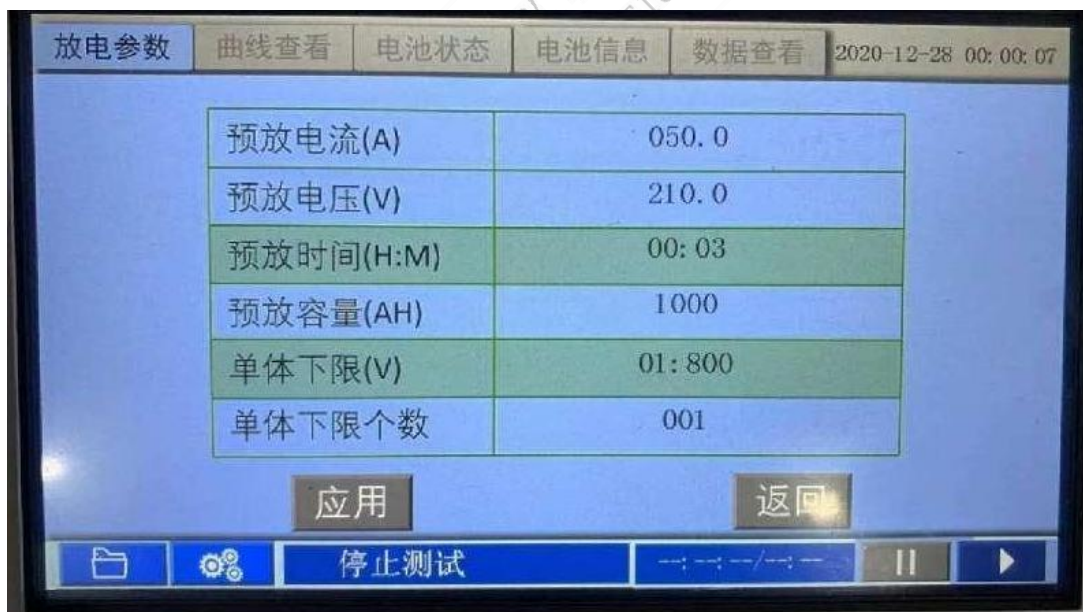 放电参数 曲线查看 电池状态 电池信息 数据查看 2020-12-28 00:00:07
预放电流(A) 050.0
预放电压(V) 210.0
预放时间(H:M) 00:03
预放容量(AH) 1000
单体下限(V) 01:800
单体下限个数 001
应用 返回
停止测试 --:--:--/--:--